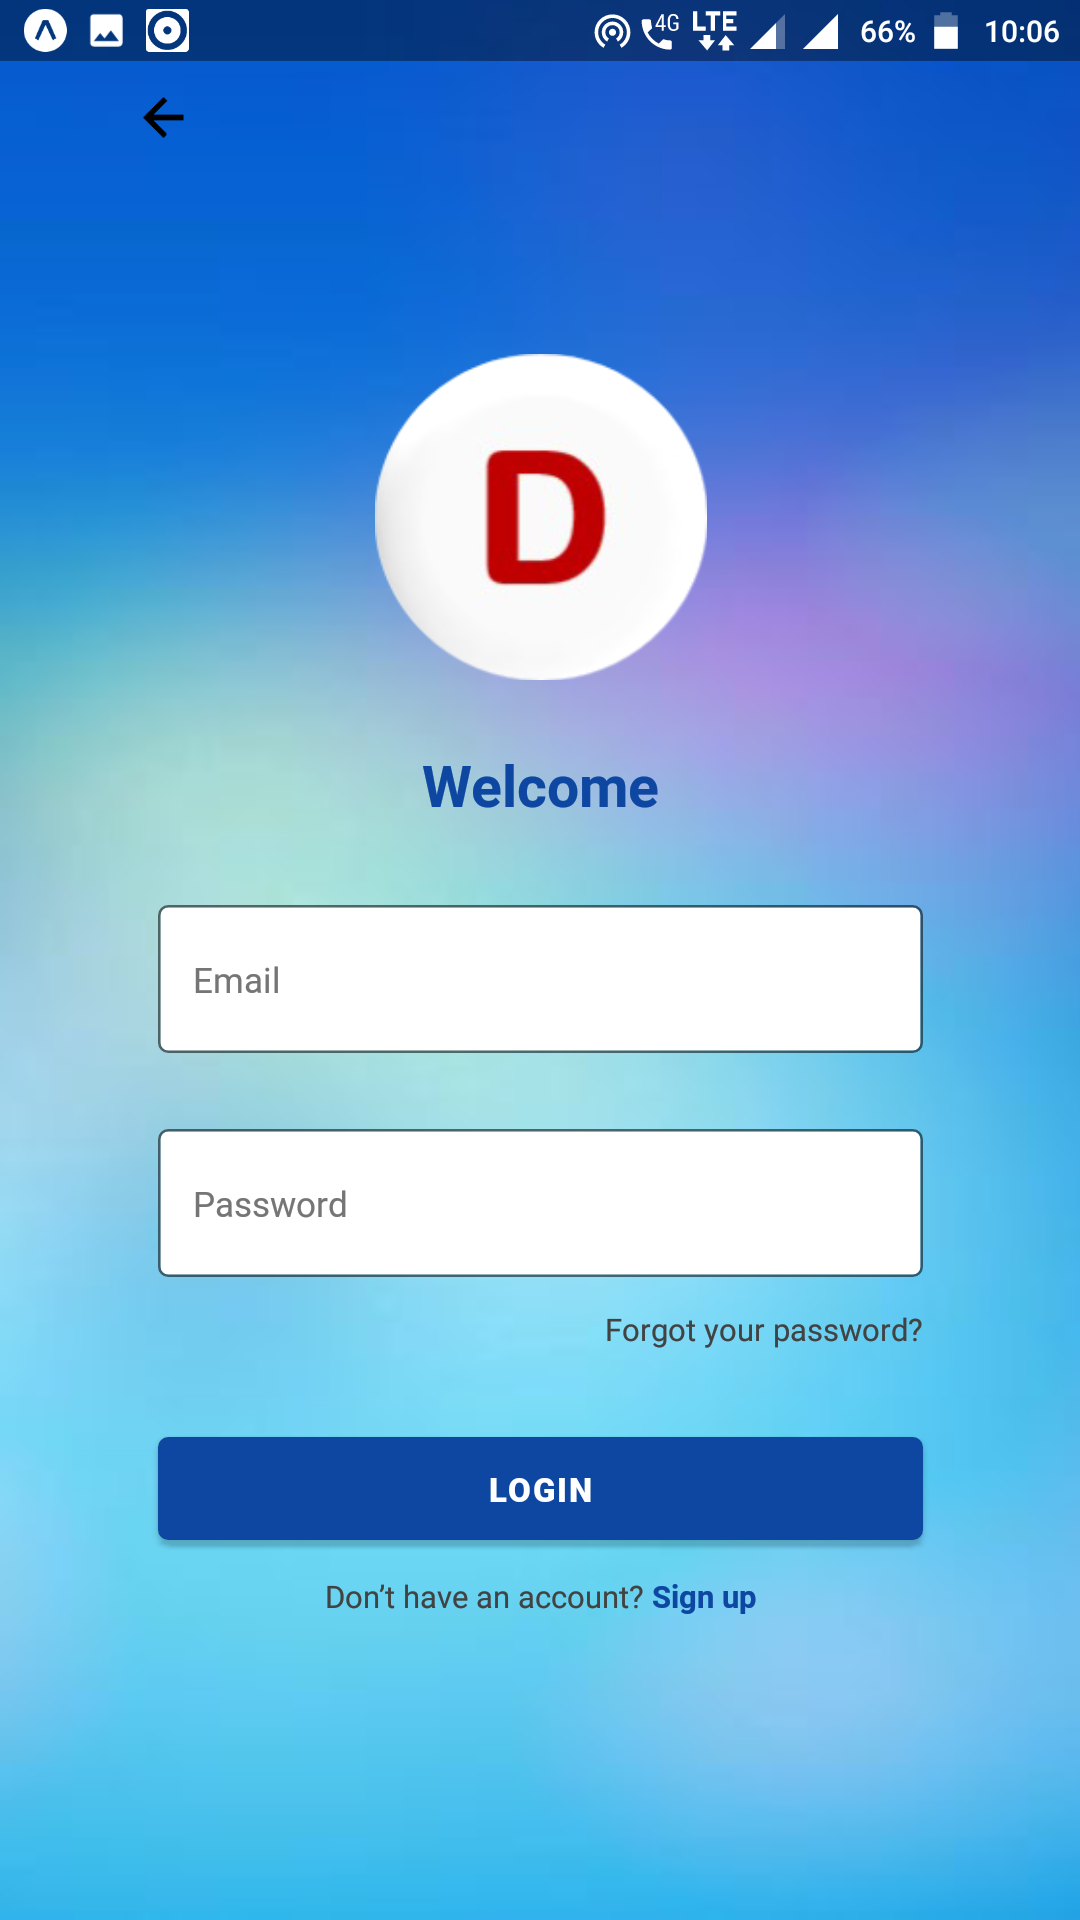 4G LTE 66% 10:06
D
Welcome
Email
Password
Forgot your password?
LOGIN
Don’t have an account? Sign up